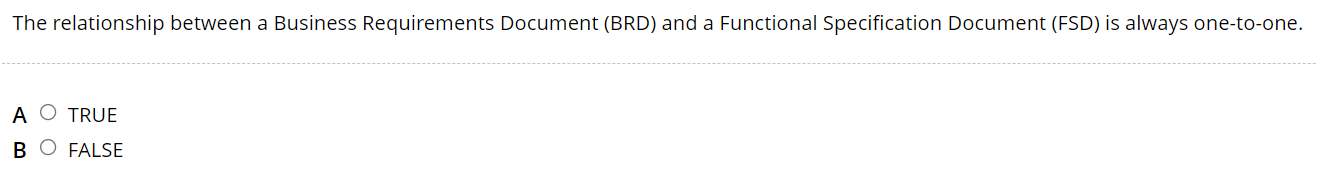 The relationship between a Business Requirements Document (BRD) and a Functional Specification Document (FSD) is always one-to-one.
A TRUE
B FALSE